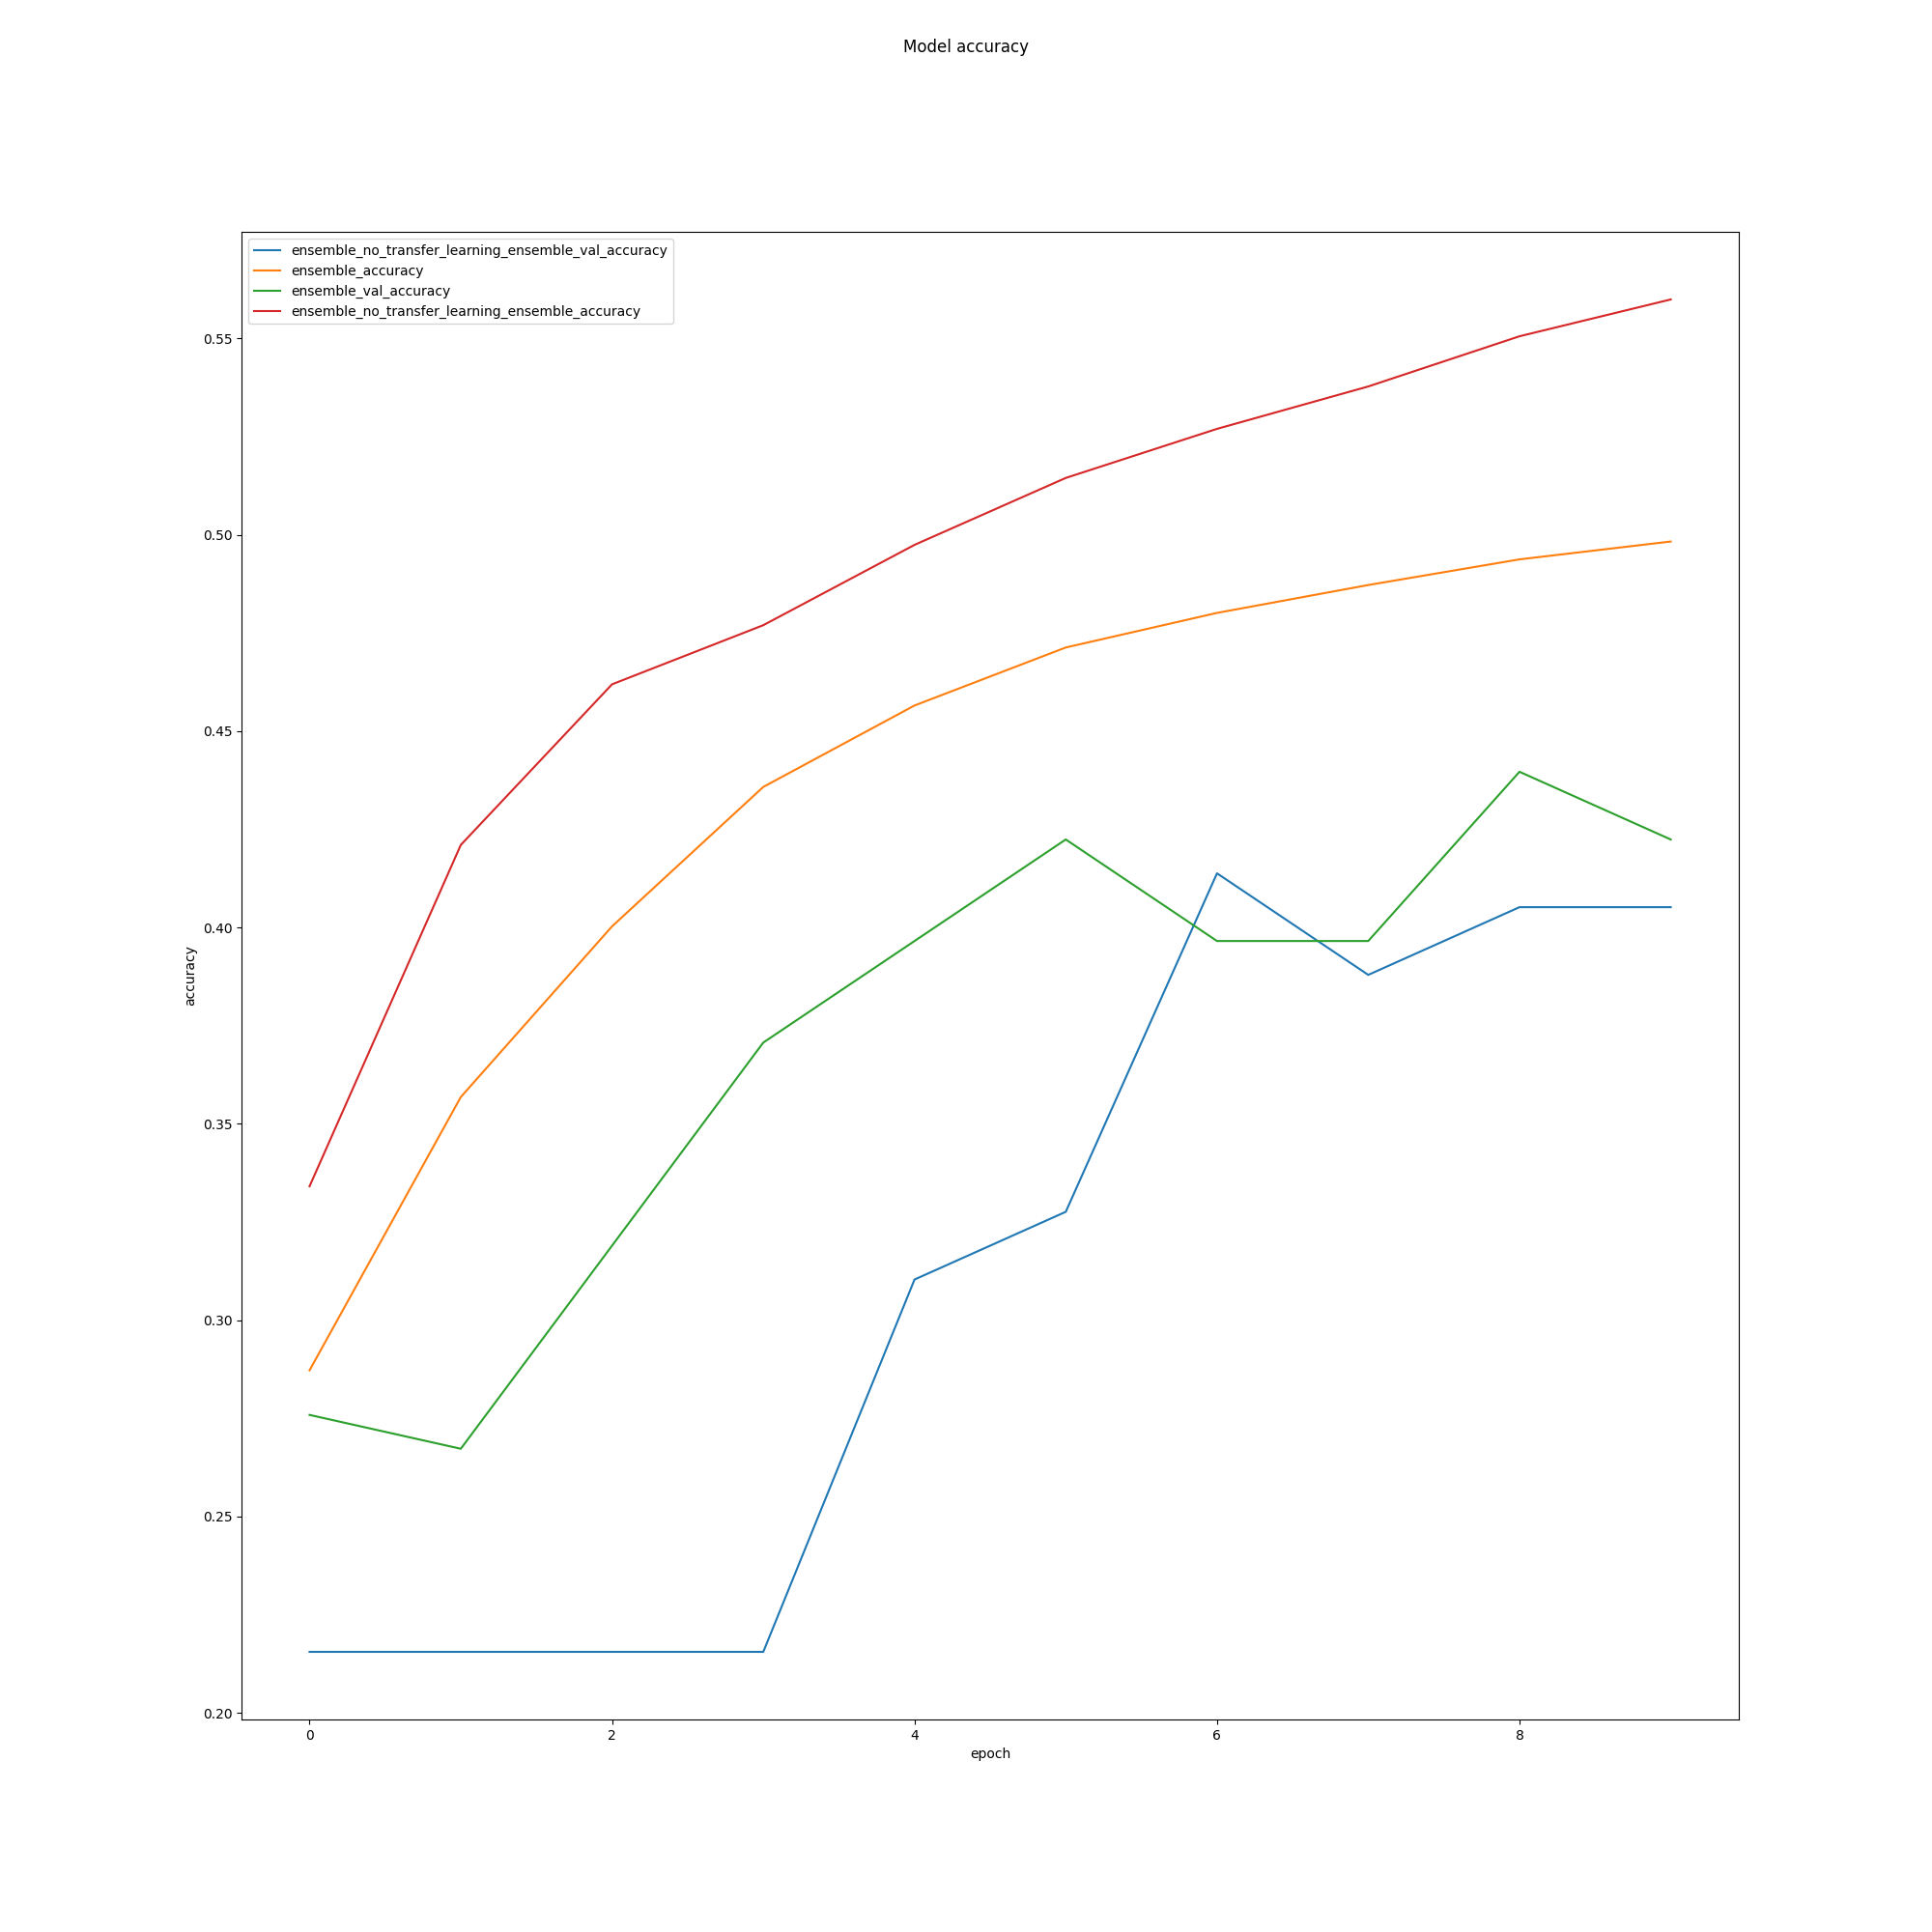 Model accuracy
ensemble_no_transfer_learning_ensemble_val_accuracy
ensemble_accuracy
ensemble_val_accuracy
ensemble_no_transfer_learning_ensemble_accuracy
0.55
0.50
0.45
0.40
0.35
0.30
0.25
0.20
accuracy
0 2 4 6 8
epoch